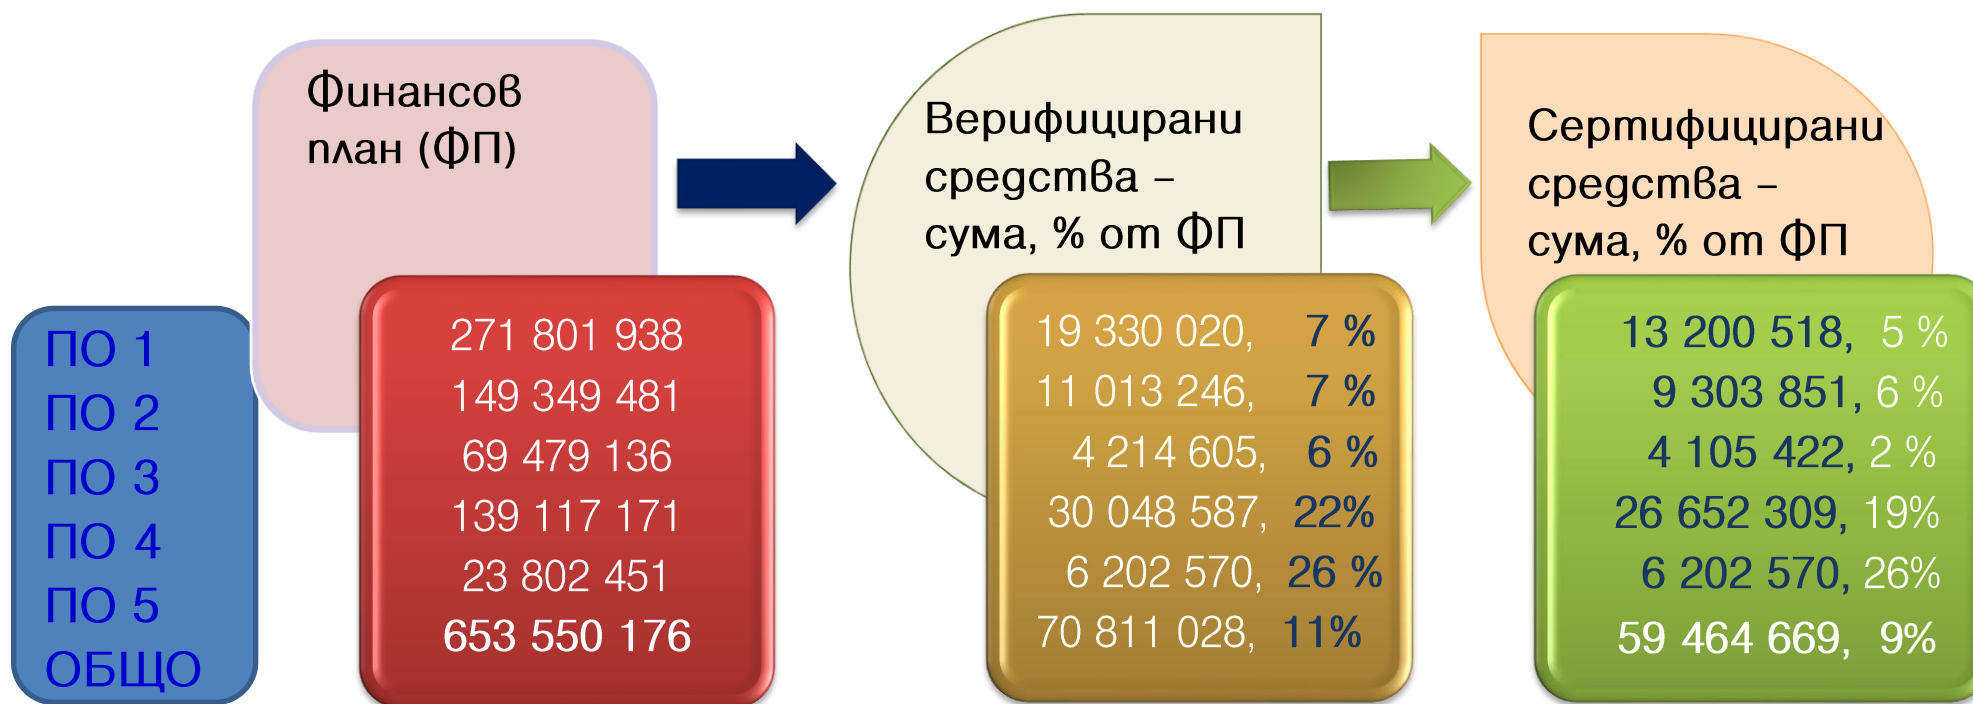 Финансов
план (ФП)
Верифицирани
средства –
сума, % от ФП
Сертифицирани
средства –
сума, % от ФП
ПО 1
ПО 2
ПО 3
ПО 4
ПО 5
ОБЩО
271 801 938
149 349 481
69 479 136
139 117 171
23 802 451
653 550 176
19 330 020, 7 %
11 013 246, 7 %
4 214 605, 6 %
30 048 587, 22%
6 202 570, 26 %
70 811 028, 11%
13 200 518, 5 %
9 303 851, 6 %
4 105 422, 2 %
26 652 309, 19%
6 202 570, 26%
59 464 669, 9%